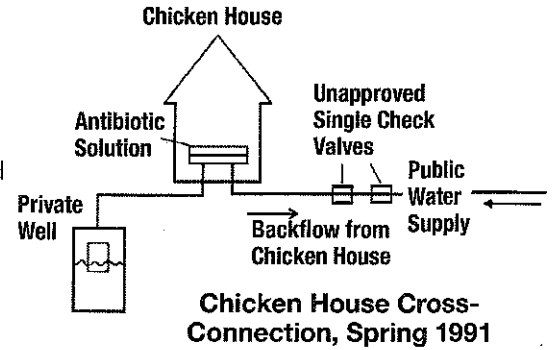 Chicken House
Antibiotic
Solution
Unapproved
Single Check
Valves
Private
Well
Public
Water
Supply
Backflow from
Chicken House
Chicken House Cross-
Connection, Spring 1991